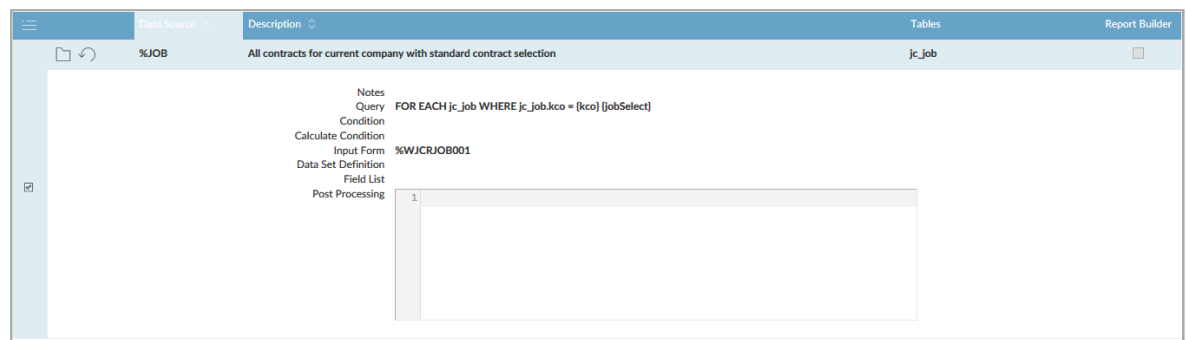 Data Source Description Tables Report Builder
%JOB All contracts for current company with standard contract selection jc_job
Notes
Query FOR EACH jc_job WHERE jc_job.kco = {kco} {jobSelect}
Condition
Calculate Condition
Input Form %WJCRJOB001
Data Set Definition
Field List
Post Processing 1